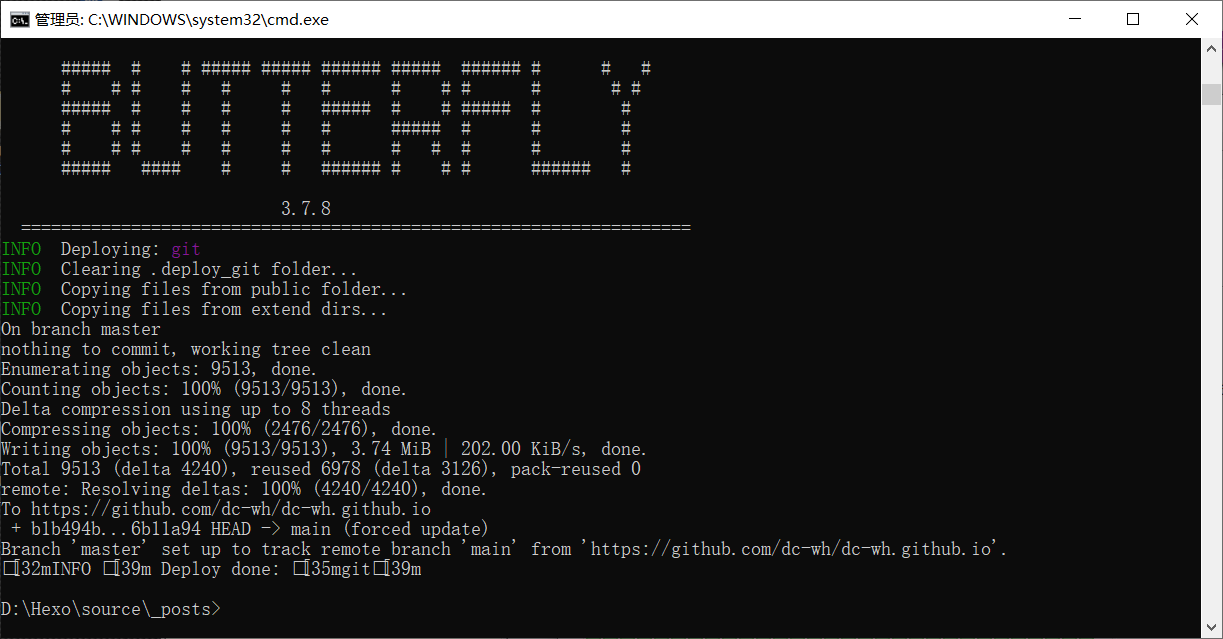 管理员: C:\WINDOWS\system32\cmd.exe
BUTTERFLY
3.7.8
===================================================================
INFO  Deploying: git
INFO  Clearing .deploy_git folder...
INFO  Copying files from public folder...
INFO  Copying files from extend dirs...
On branch master
nothing to commit, working tree clean
Enumerating objects: 9513, done.
Counting objects: 100% (9513/9513), done.
Delta compression using up to 8 threads
Compressing objects: 100% (2476/2476), done.
Writing objects: 100% (9513/9513), 3.74 MiB | 202.00 KiB/s, done.
Total 9513 (delta 4240), reused 6978 (delta 3126), pack-reused 0
remote: Resolving deltas: 100% (4240/4240), done.
To https://github.com/dc-wh/dc-wh.github.io
 + b1b494b...6b11a94 HEAD -> main (forced update)
Branch 'master' set up to track remote branch 'main' from 'https://github.com/dc-wh/dc-wh.github.io'.
□[32mINFO □[39m Deploy done: □[35mgit□[39m
D:\Hexo\source\_posts>